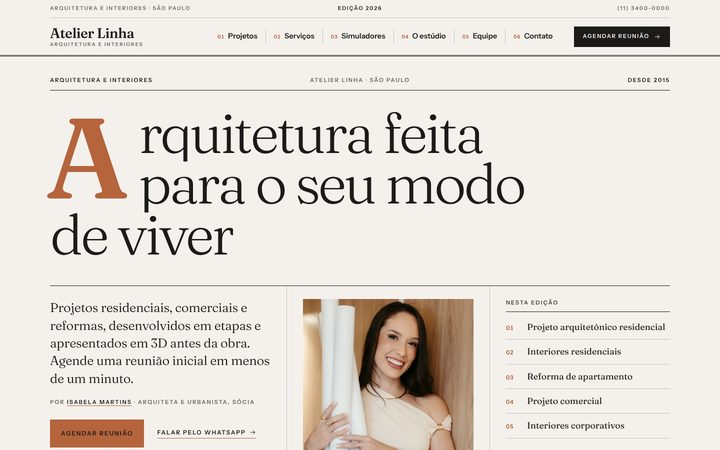 ARQUITETURA E INTERIORES · SÃO PAULO
EDIÇÃO 2026
(11) 3400-0000
Atelier Linha
ARQUITETURA E INTERIORES
01 Projetos
02 Serviços
03 Simuladores
04 O estúdio
05 Equipe
06 Contato
AGENDAR REUNIÃO →
ARQUITETURA E INTERIORES
ATELIER LINHA · SÃO PAULO
DESDE 2015
Arquitetura feita
para o seu modo
de viver
Projetos residenciais, comerciais e
reformas, desenvolvidos em etapas e
apresentados em 3D antes da obra.
Agende uma reunião inicial em menos
de um minuto.
POR ISABELA MARTINS · ARQUITETA E URBANISTA, SÓCIA
AGENDAR REUNIÃO
FALAR PELO WHATSAPP →
NESTA EDIÇÃO
01 Projeto arquitetônico residencial
02 Interiores residenciais
03 Reforma de apartamento
04 Projeto comercial
05 Interiores corporativos